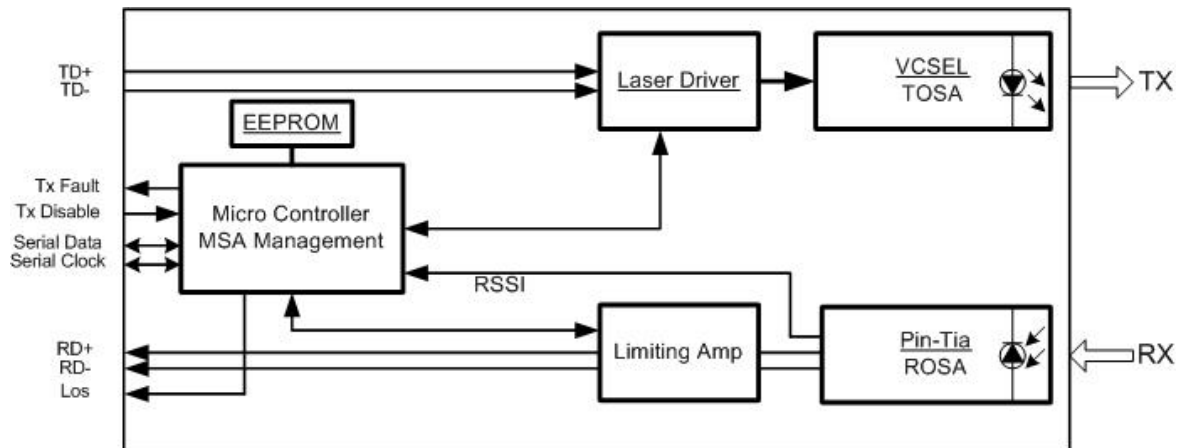 TD+
TD-
Laser Driver
VCSEL
TOSA
TX
EEPROM
Tx Fault
Tx Disable
Serial Data
Serial Clock
Micro Controller
MSA Management
RSSI
RD+
RD-
Los
Limiting Amp
Pin-Tia
ROSA
RX